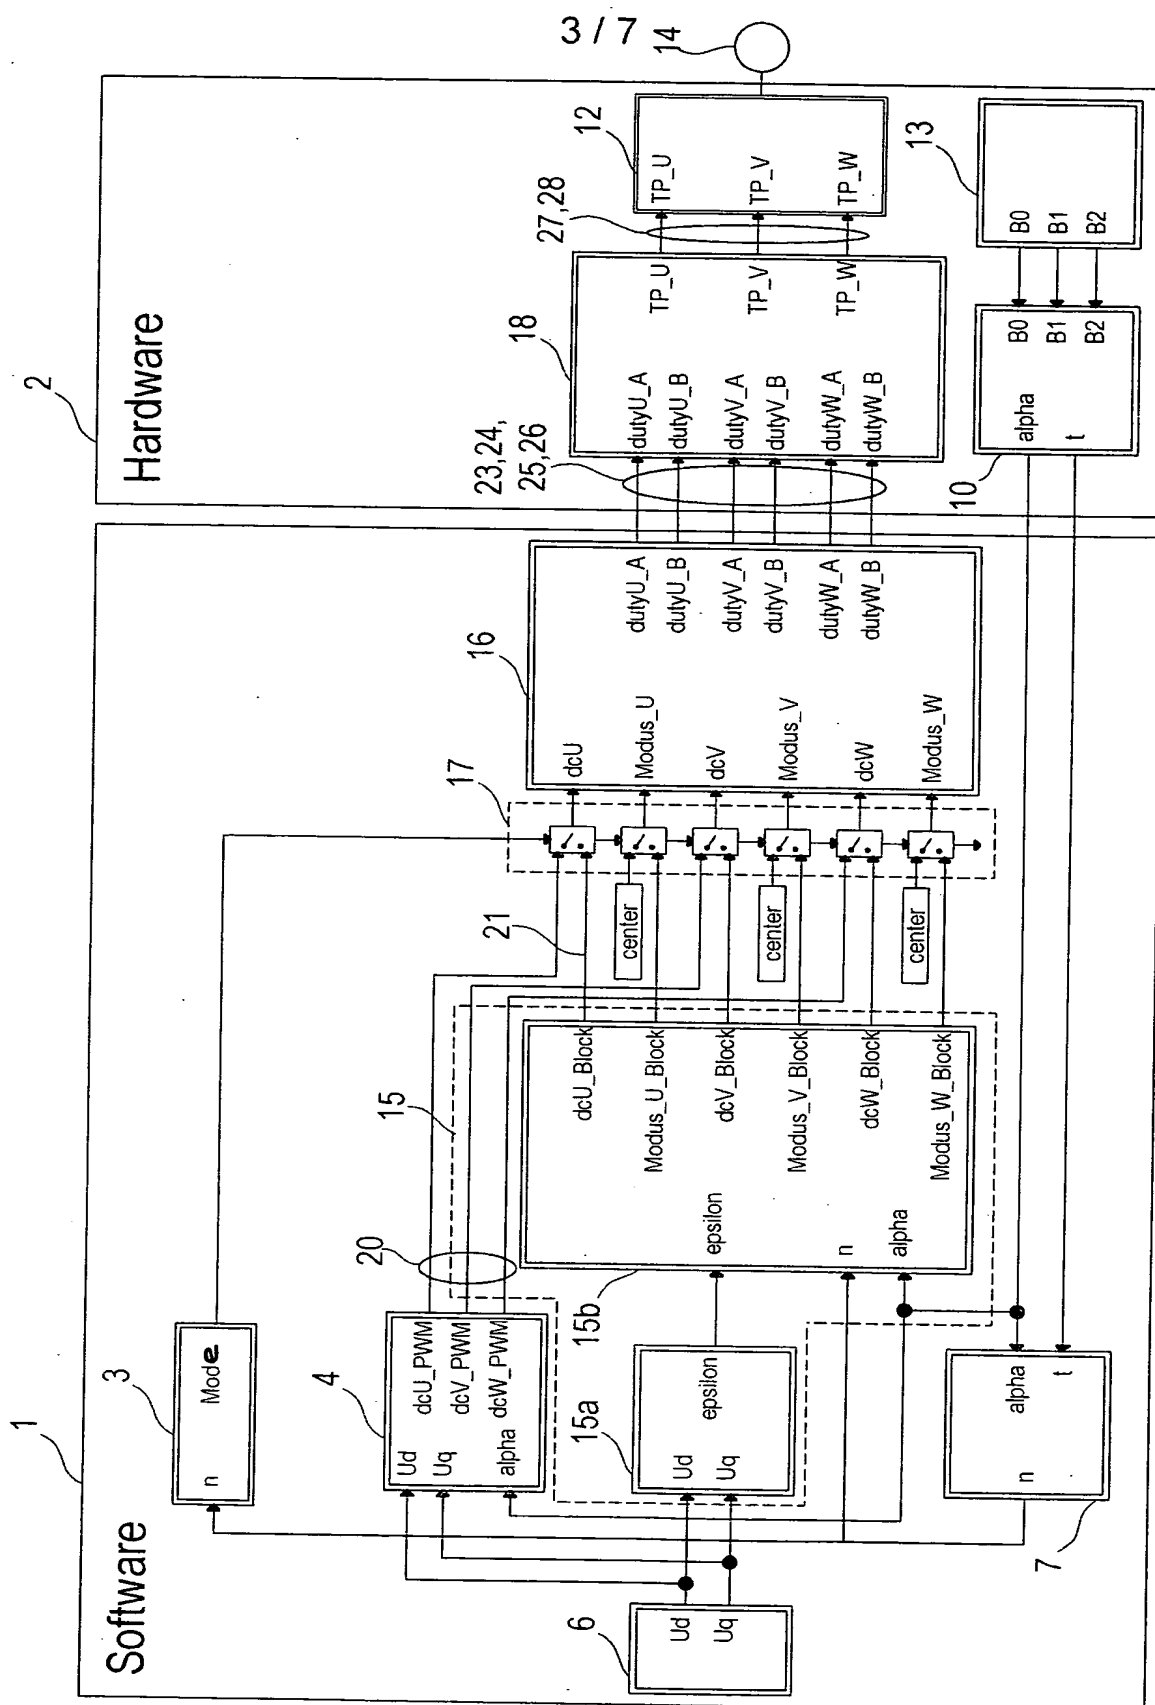 3 / 7
Software
1
Hardware
2
3
n
Mode
4
Ud
Uq
alpha
dcU_PWM
dcV_PWM
dcW_PWM
20
6
Ud
Uq
15a
Ud
Uq
epsilon
15
15b
epsilon
n
alpha
dcU_Block
Modus_U_Block
dcV_Block
Modus_V_Block
dcW_Block
Modus_W_Block
21
center
center
center
17
16
dcU
Modus_U
dcV
Modus_V
dcW
Modus_W
dutyU_A
dutyU_B
dutyV_A
dutyV_B
dutyW_A
dutyW_B
23,24,
25,26
18
dutyU_A
dutyU_B
dutyV_A
dutyV_B
dutyW_A
dutyW_B
TP_U
TP_V
TP_W
27,28
12
TP_U
TP_V
TP_W
14
7
n
alpha
t
10
alpha
t
B0
B1
B2
13
B0
B1
B2